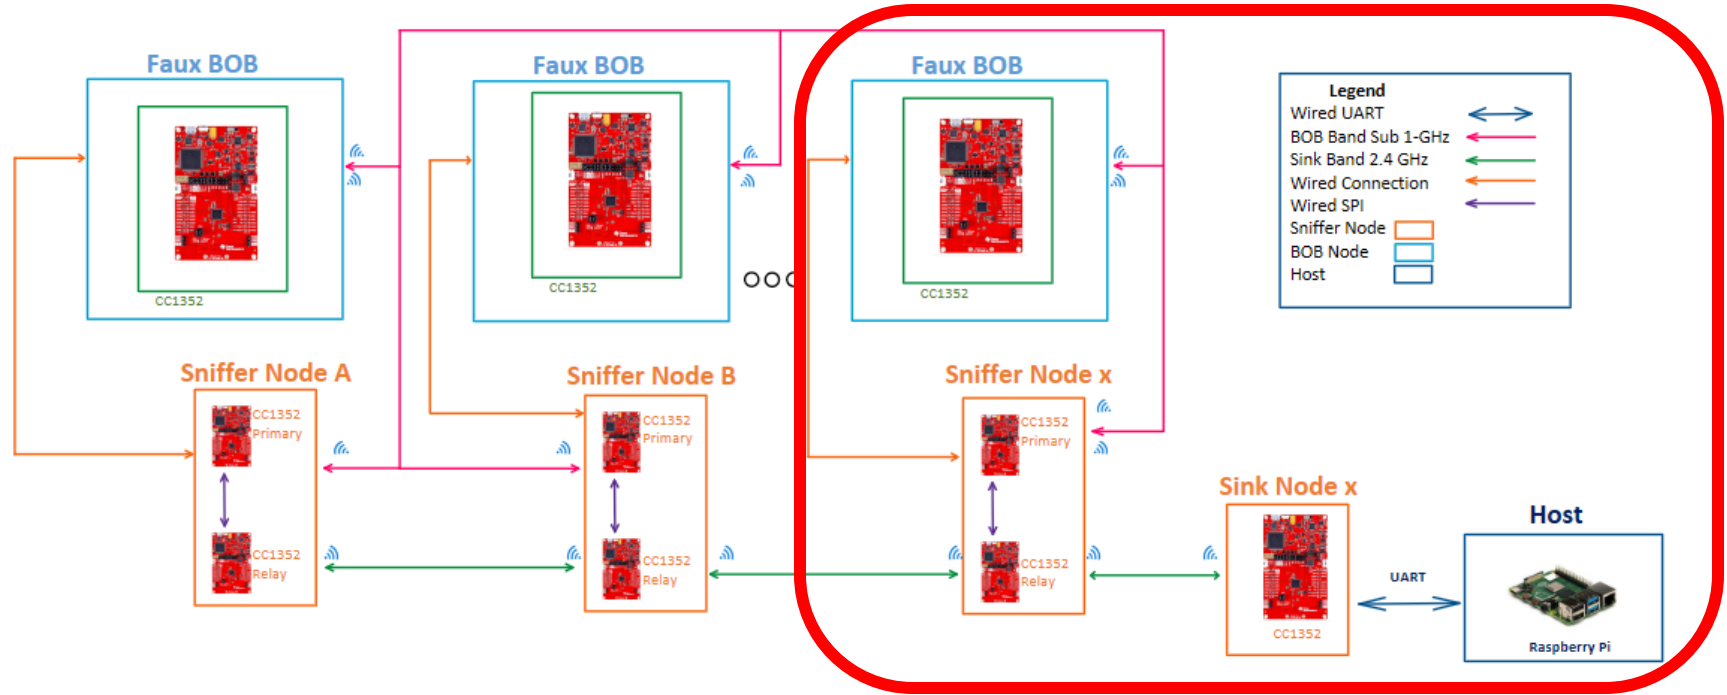 Faux BOB
Faux BOB
Faux BOB
CC1352
CC1352
CC1352
Legend
Wired UART
BOB Band Sub 1-GHz
Sink Band 2.4 GHz
Wired Connection
Wired SPI
Sniffer Node
BOB Node
Host
Sniffer Node A
CC1352
Primary
CC1352
Relay
Sniffer Node B
CC1352
Primary
CC1352
Relay
Sniffer Node x
CC1352
Primary
CC1352
Relay
Sink Node x
CC1352
UART
Host
Raspberry Pi